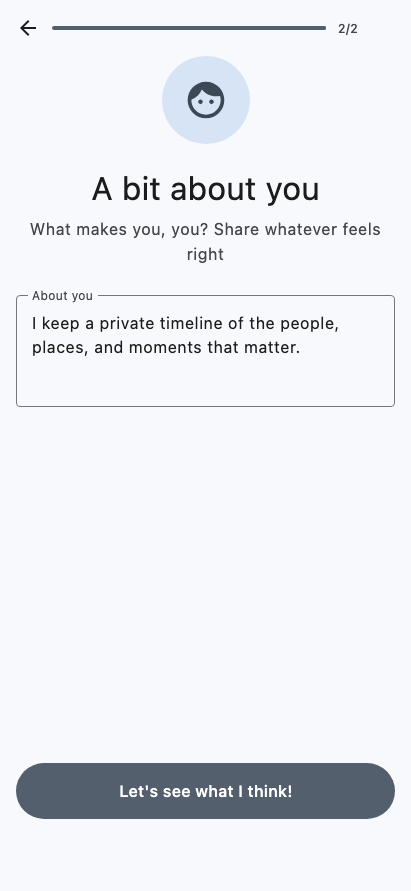 2/2
A bit about you
What makes you, you? Share whatever feels
right
About you
I keep a private timeline of the people,
places, and moments that matter.
Let's see what I think!